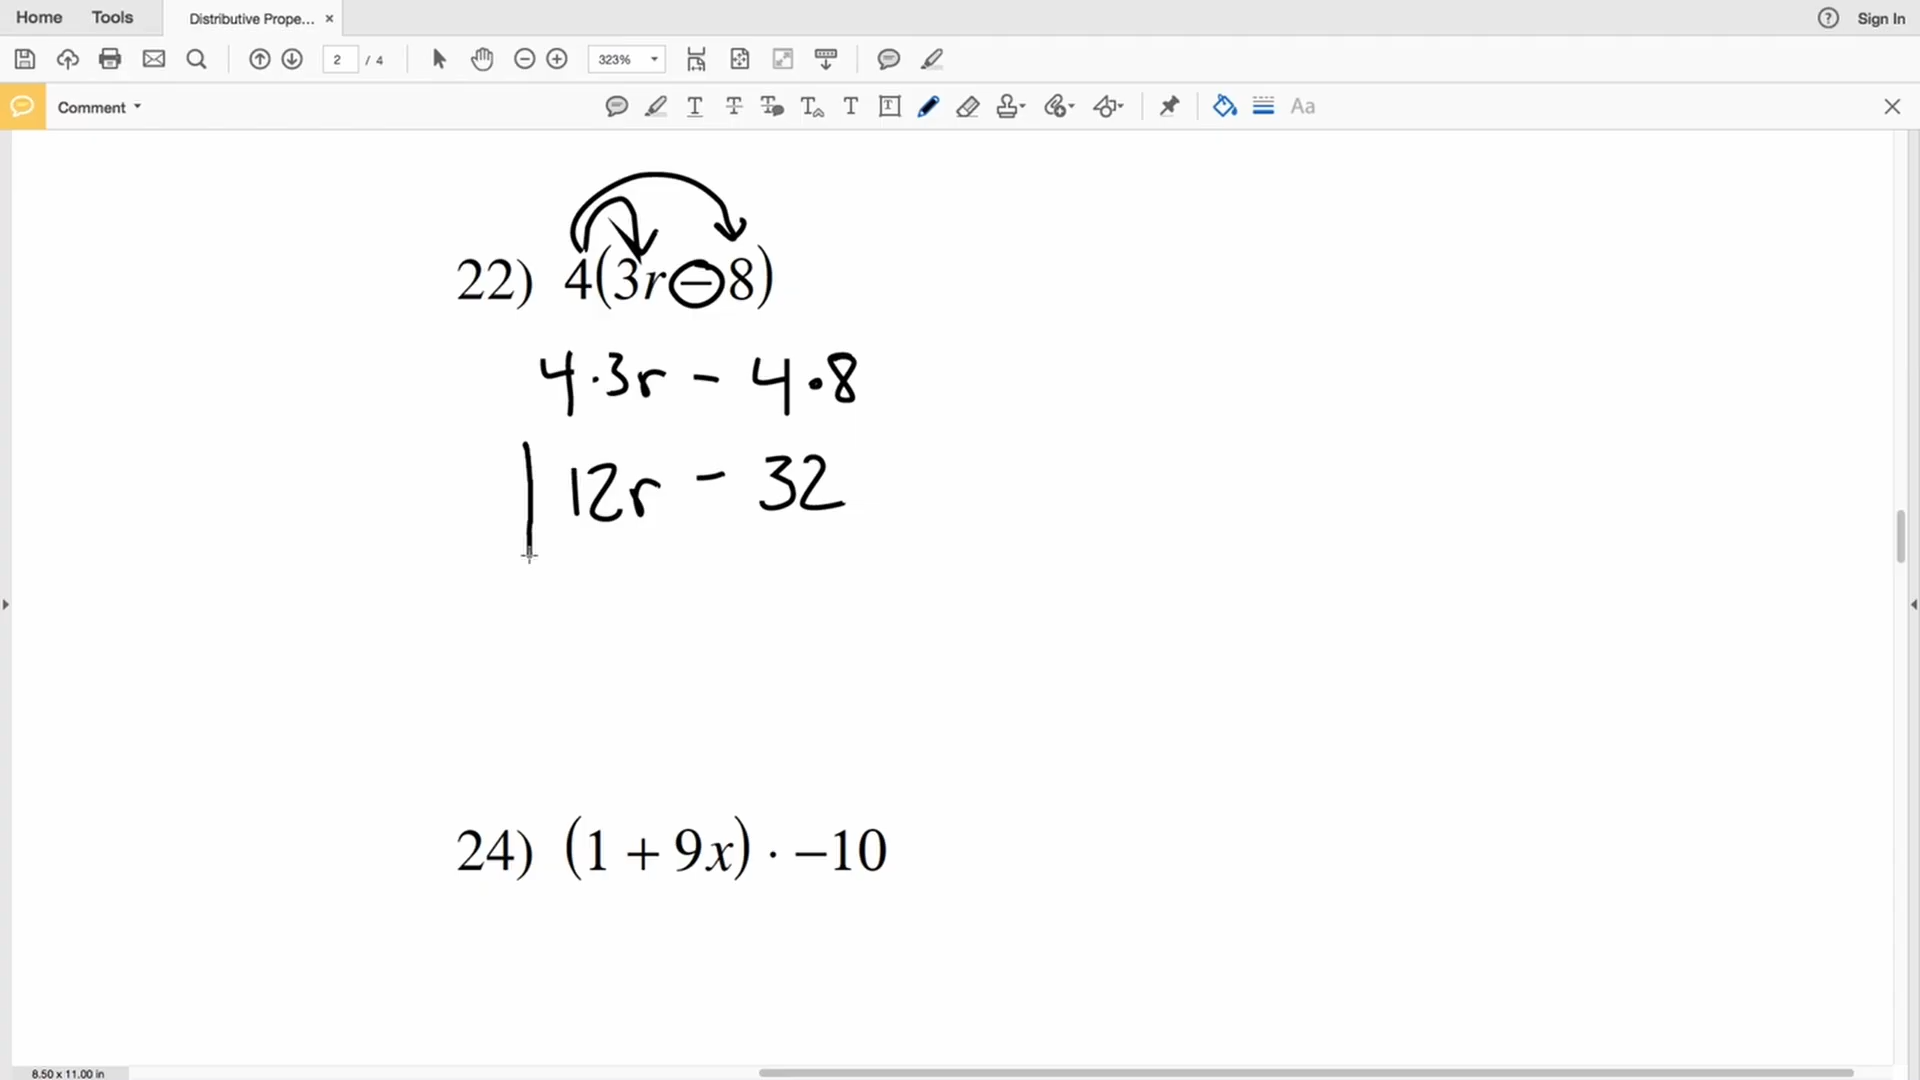 Home Tools Distributive Prope... × Sign In
2 / 4 323%
Comment T T T T T T Aa
22) 4(3r − 8)
4·3r - 4·8
12r - 32
24) (1 + 9x) · −10
8.50 x 11.00 in